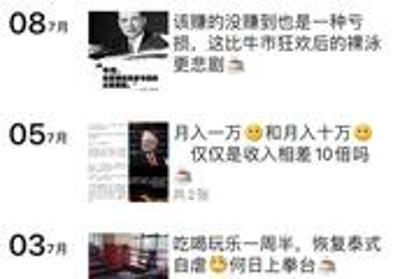 08 7月
该赚的没赚到也是一种亏
损，这比牛市狂欢后的裸泳
更悲剧
05 7月
月入一万😶和月入十万😶
仅仅是收入相差10倍吗
共2张
03 7月
吃喝玩乐一周半，恢复泰式
自虐🤣何日上拳台